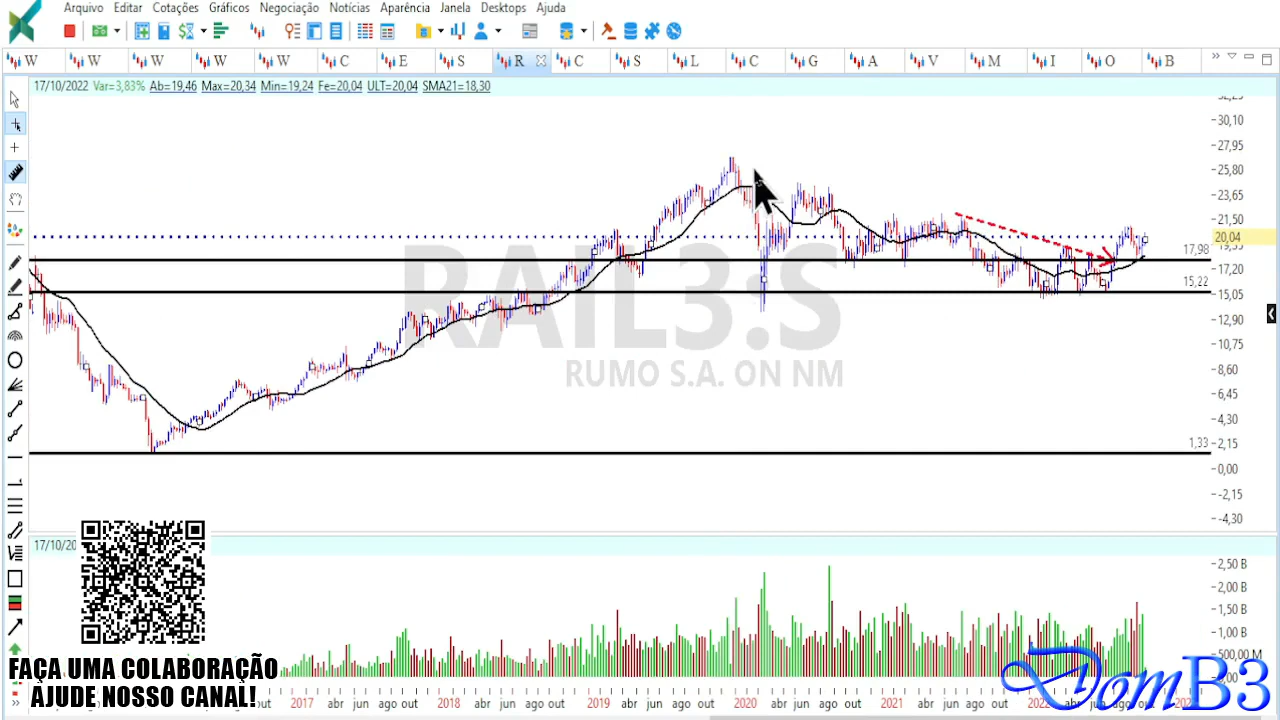 Arquivo Editar Cotações Gráficos Negociação Notícias Aparência Janela Desktops Ajuda
W W W W W C E S R C S L C G A V M I O B
17/10/2022 Var=3,83% Ab=19,46 Max=20,34 Min=19,24 Fe=20,04 ULT=20,04 SMA21=18,30
30,10
27,95
25,80
23,65
21,50
20,04
17,98
17,20
15,22
15,05
12,90
10,75
8,60
6,45
4,30
1,33
2,15
0,00
-2,15
-4,30
RAIL3:S
RUMO S.A. ON NM
2,50 B
2,00 B
1,50 B
1,00 B
500,00 M
FAÇA UMA COLABORAÇÃO
AJUDE NOSSO CANAL!
2017 abr jun ago out 2018 abr jun ago out 2019 abr jun ago out 2020 abr jun ago out 2021 abr jun ago out 2022 abr jun ago
DomB3